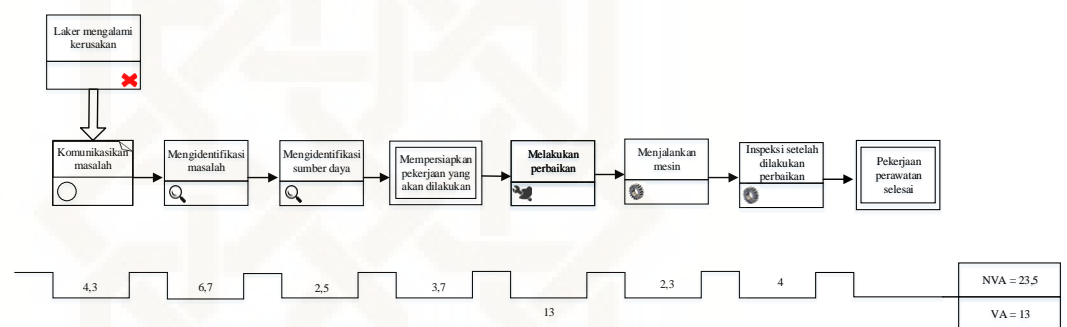 Laker mengalami
kerusakan
Komunikasikan
masalah
Mengidentifikasi
masalah
Mengidentifikasi
sumber daya
Mempersiapkan
pekerjaan yang
akan dilakukan
Melakukan
perbaikan
Menjalankan
mesin
Inspeksi setelah
dilakukan
perbaikan
Pekerjaan
perawatan
selesai
4,3
6,7
2,5
3,7
13
2,3
4
NVA = 23,5
VA = 13